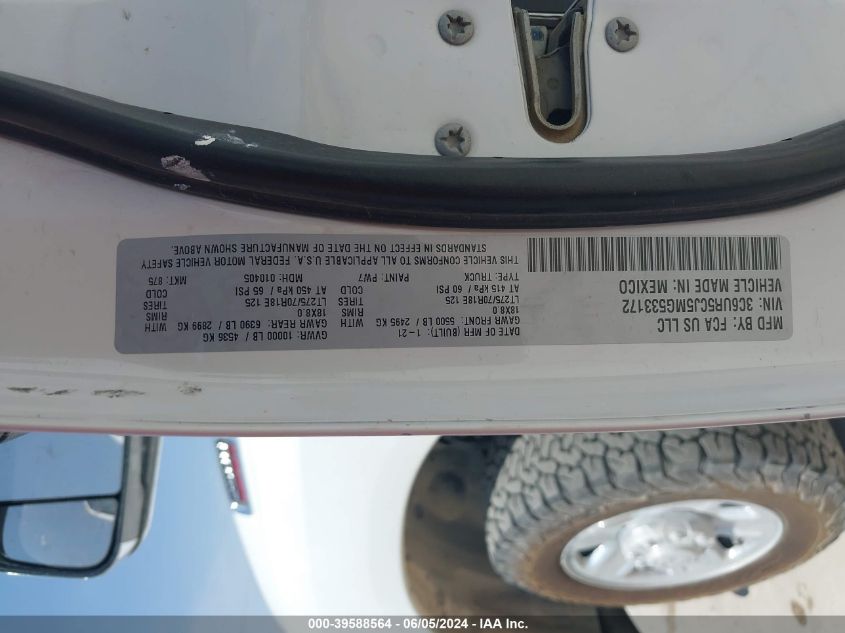 MFD BY: FCA US LLC
DATE OF MFR (BUILT): 1-21
GVWR: 10000 LB / 4536 KG
GAWR FRONT: 5500 LB / 2495 KG
WITH
GAWR REAR: 6390 LB / 2899 KG
WITH
18X8.0
RIMS
18X8.0
RIMS
LT275/70R18E 125
TIRES
LT275/70R18E 125
TIRES
AT 415 kPa / 60 PSI
COLD
AT 450 kPa / 65 PSI
COLD
VIN: 3C6UR5CJ5MG533172
VEHICLE MADE IN: MEXICO
TYPE: TRUCK
PAINT: PW7
MDH: 010405
MKT: 875
THIS VEHICLE CONFORMS TO ALL APPLICABLE U.S.A. FEDERAL MOTOR VEHICLE SAFETY
STANDARDS IN EFFECT ON THE DATE OF MANUFACTURE SHOWN ABOVE.
000-39588564 / 06/05/2024 / IAA Inc.